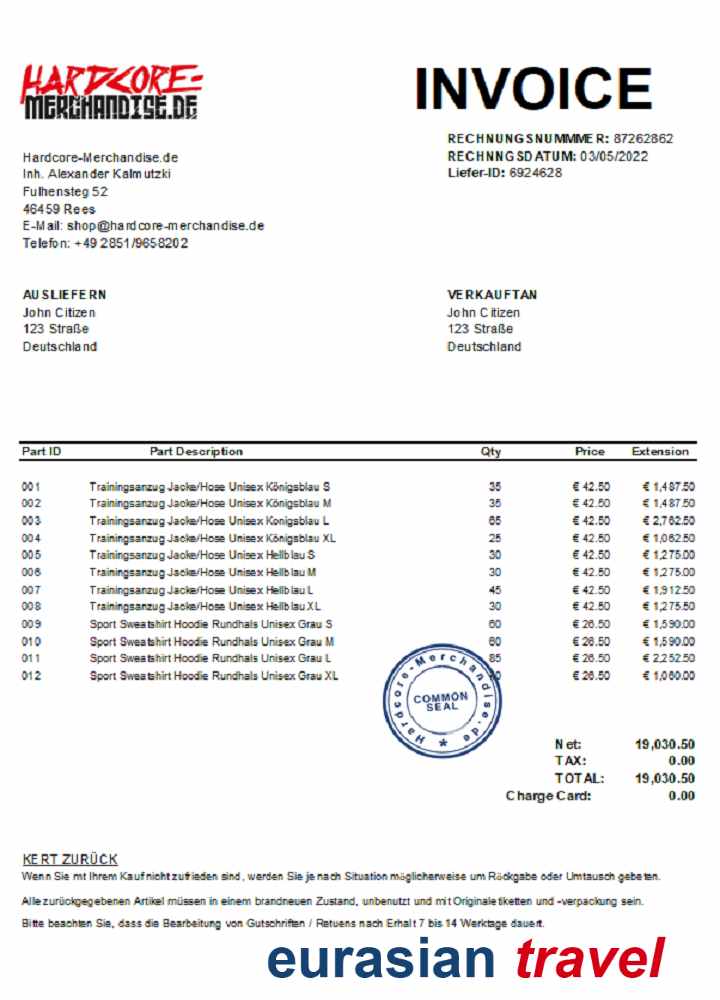 HARDCORE-
MERCHANDISE.DE
INVOICE
RECHNUNGSNUMMMER: 87262862
RECHNNGSDATUM: 03/05/2022
Liefer-ID: 6924628
Hardcore-Merchandise.de
Inh. Alexander Kalmutzki
Fulhensteg 52
46459 Rees
E-Mail: shop@hardcore-merchandise.de
Telefon: +49 2851/9658202
AUSLIEFERN
John Citizen
123 Straße
Deutschland
VERKAUFTAN
John Citizen
123 Straße
Deutschland
Part ID Part Description Qty Price Extension
001 Trainingsanzug Jacke/Hose Unisex Königsblau S 35 € 42.50 € 1,487.50
002 Trainingsanzug Jacke/Hose Unisex Königsblau M 35 € 42.50 € 1,487.50
003 Trainingsanzug Jacke/Hose Unisex Konigsblau L 65 € 42.50 € 2,762.50
004 Trainingsanzug Jacke/Hose Unisex Königsblau XL 25 € 42.50 € 1,062.50
005 Trainingsanzug Jacke/Hose Unisex Hellblau S 30 € 42.50 € 1,275.00
006 Trainingsanzug Jacke/Hose Unisex Hellblau M 30 € 42.50 € 1,275.00
007 Trainingsanzug Jacke/Hose Unisex Hellblau L 45 € 42.50 € 1,912.50
008 Trainingsanzug Jacke/Hose Unisex Hellblau XL 30 € 42.50 € 1,275.50
009 Sport Sweatshirt Hoodie Rundhals Unisex Grau S 60 € 26.50 € 1,590.00
010 Sport Sweatshirt Hoodie Rundhals Unisex Grau M 60 € 26.50 € 1,590.00
011 Sport Sweatshirt Hoodie Rundhals Unisex Grau L 85 € 26.50 € 2,252.50
012 Sport Sweatshirt Hoodie Rundhals Unisex Grau XL € 26.50 € 1,060.00
Hardcore-Merchandise.de
COMMON
SEAL
Net: 19,030.50
TAX: 0.00
TOTAL: 19,030.50
Charge Card: 0.00
KERT ZURÜCK
Wenn Sie mt Ihrem Kauf nicht zufrieden sind, werden Sie je nach Situation möglicherweise um Rückgabe oder Umtausch gebeten.
Alle zurückgegebenen Artikel müssen in einem brandneuen Zustand, unbenutzt und mit Originaletiketten und -verpackung sein.
Bitte beachten Sie, dass die Bearbeitung von Gutschriften / Retuens nach Erhalt 7 bis 14 Werktage dauert.
eurasian travel